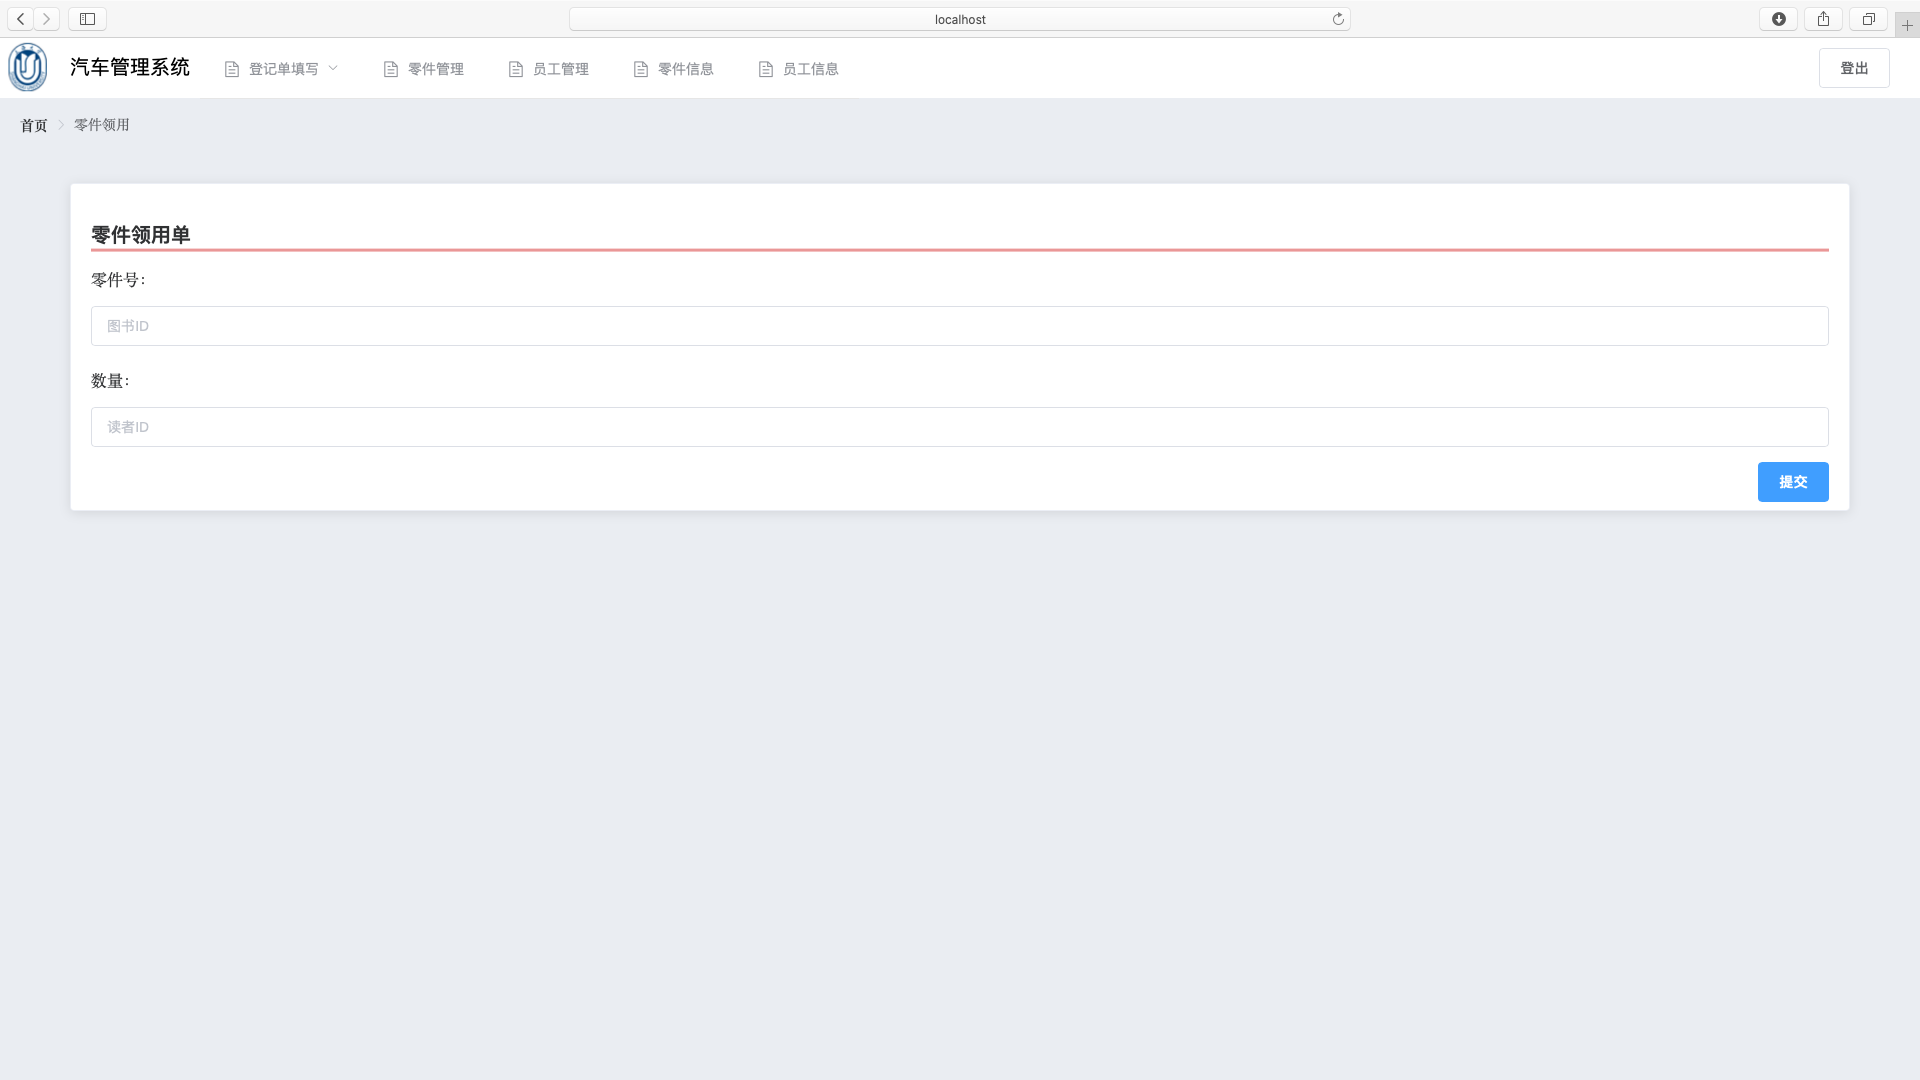 localhost
汽车管理系统 登记单填写 零件管理 员工管理 零件信息 员工信息 登出
首页 零件领用
零件领用单
零件号：
图书ID
数量：
读者ID
提交